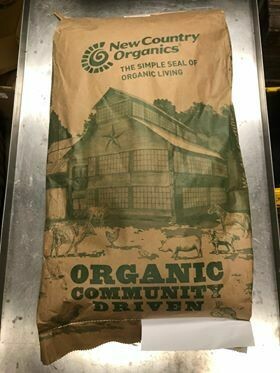 New Country
Organics
THE SIMPLE SEAL OF
ORGANIC LIVING
ORGANIC
COMMUNITY
DRIVEN